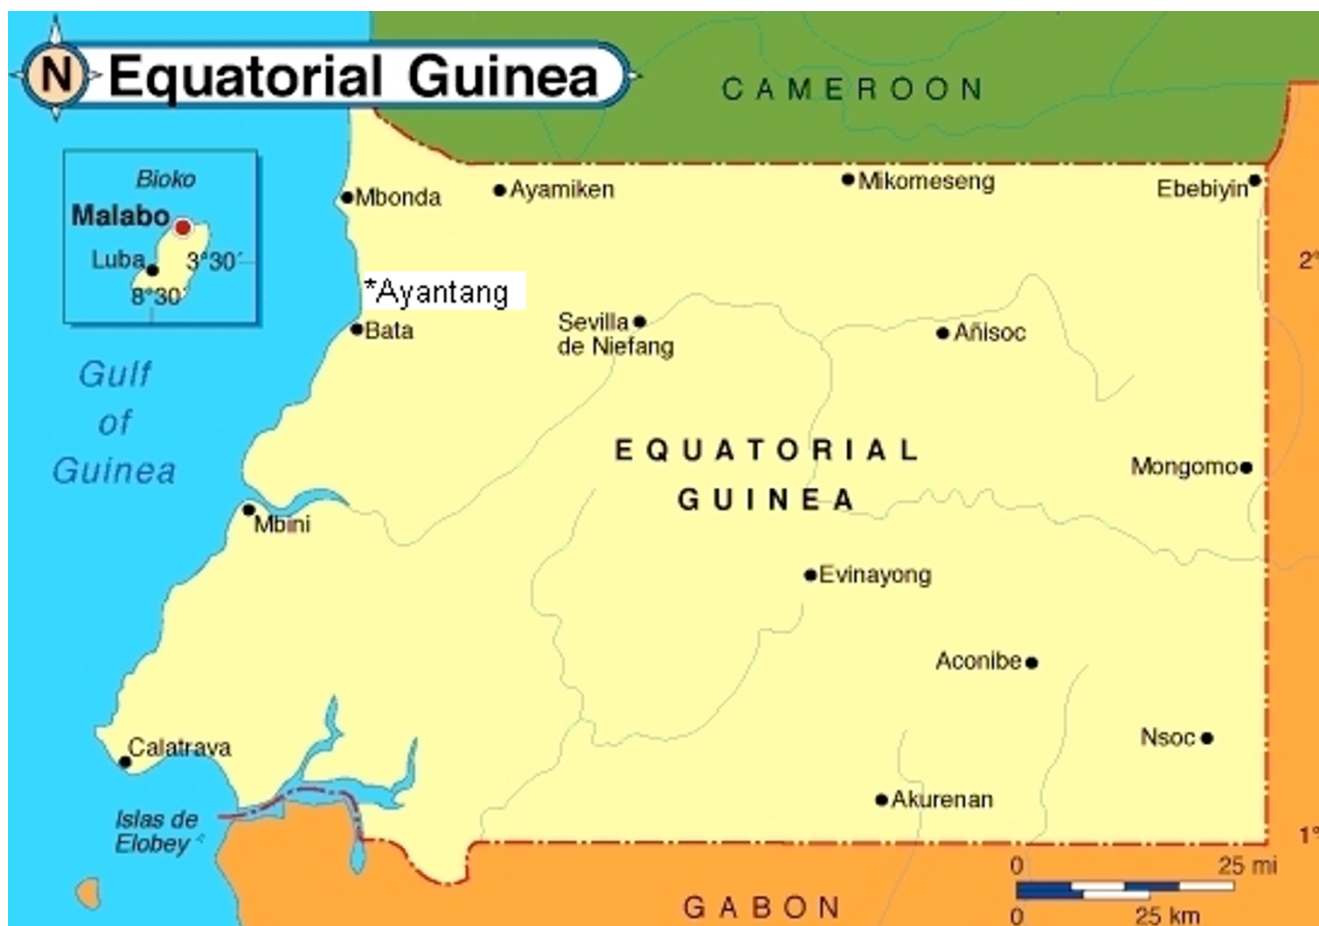 N Equatorial Guinea
CAMEROON
Bioko
Malabo
Luba
3°30´
8°30´
Mbonda
Ayamiken
Mikomeseng
Ebebiyin
2°
*Ayantang
Bata
Sevilla
de Niefang
Añisoc
Gulf
of
Guinea
EQUATORIAL
GUINEA
Mongomo
Mbini
Evinayong
Aconibe
Nsoc
Calatrava
Akurenan
Islas de
Elobey
1°
0 25 mi
0 25 km
GABON